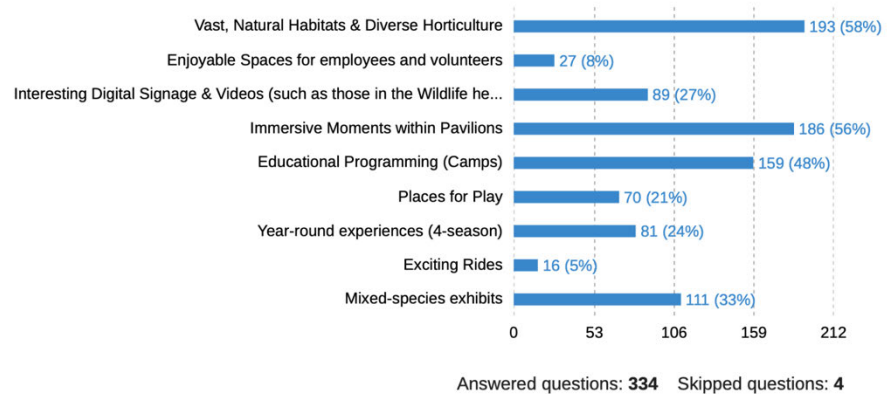 Vast, Natural Habitats & Diverse Horticulture 193 (58%)
Enjoyable Spaces for employees and volunteers 27 (8%)
Interesting Digital Signage & Videos (such as those in the Wildlife he... 89 (27%)
Immersive Moments within Pavilions 186 (56%)
Educational Programming (Camps) 159 (48%)
Places for Play 70 (21%)
Year-round experiences (4-season) 81 (24%)
Exciting Rides 16 (5%)
Mixed-species exhibits 111 (33%)
0 53 106 159 212
Answered questions: 334 Skipped questions: 4